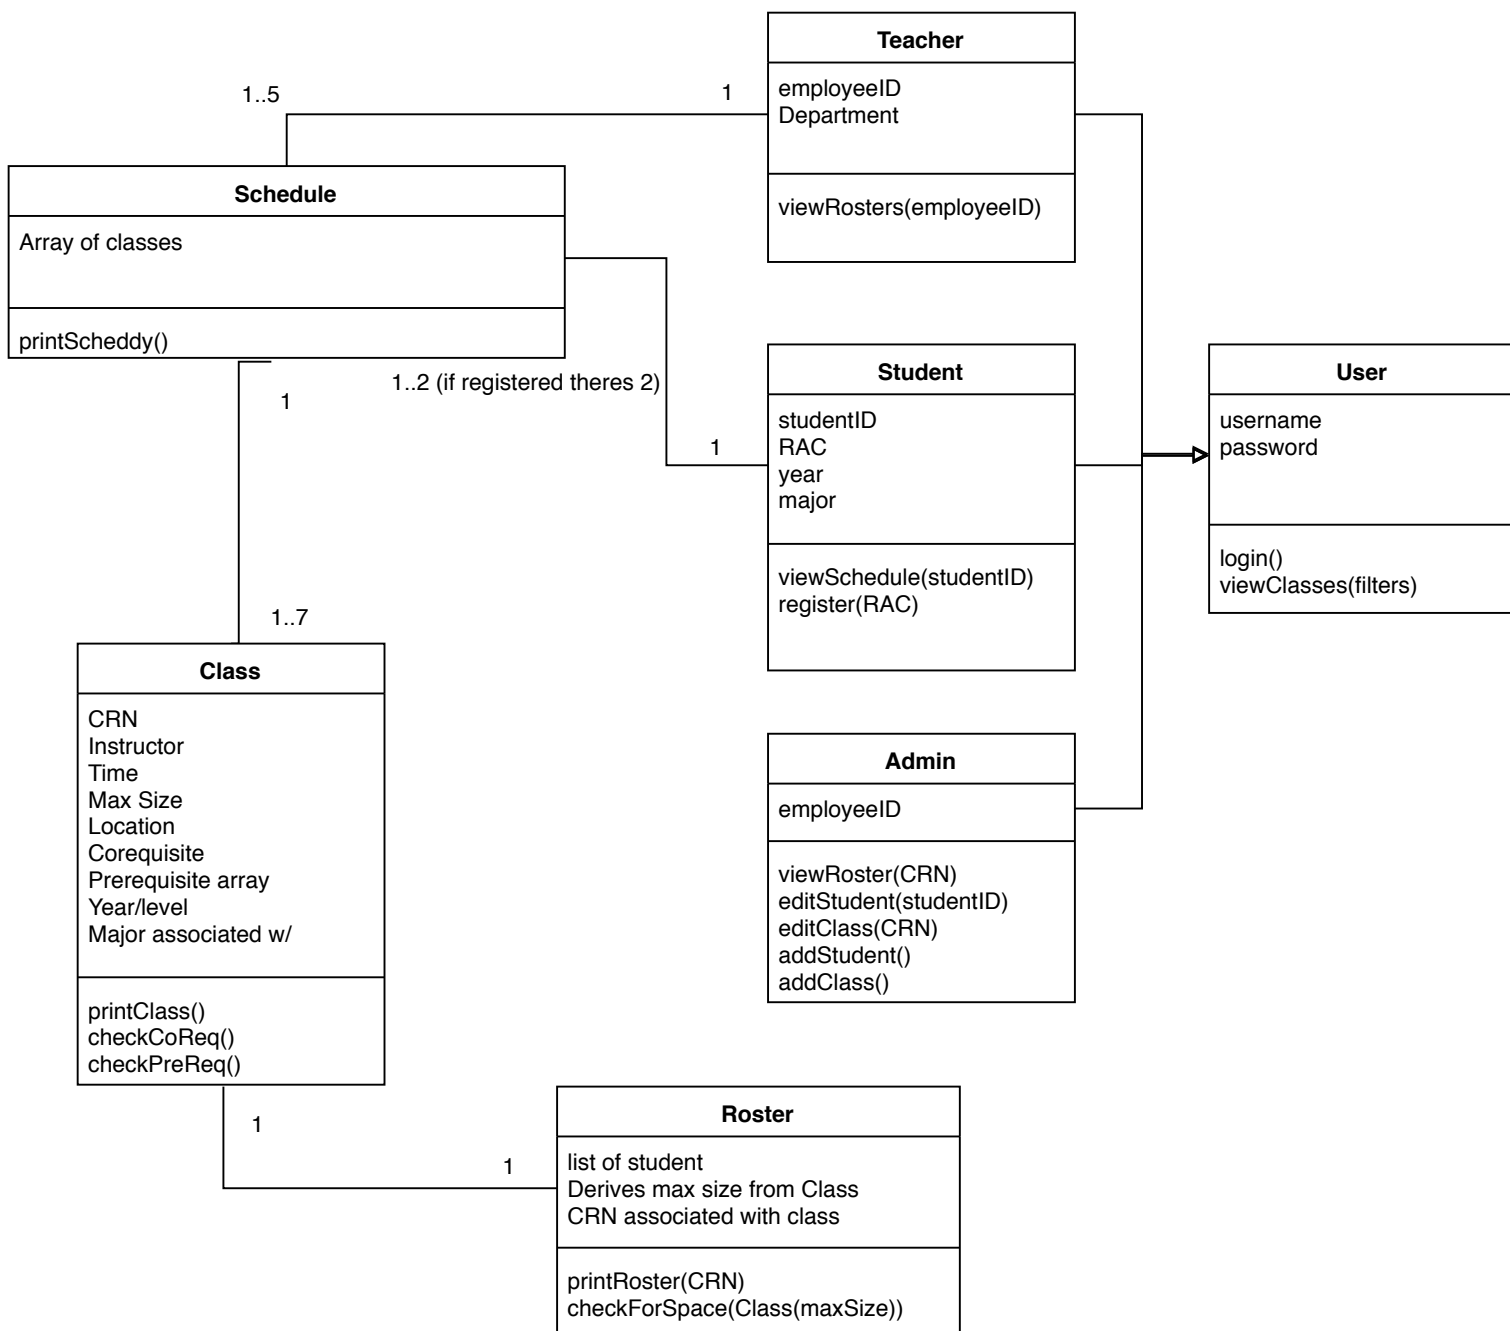 Teacher
employeeID
Department
viewRosters(employeeID)
1..5
1
Schedule
Array of classes
printScheddy()
1..2 (if registered theres 2)
1
1
1..7
Student
studentID
RAC
year
major
viewSchedule(studentID)
register(RAC)
User
username
password
login()
viewClasses(filters)
Class
CRN
Instructor
Time
Max Size
Location
Corequisite
Prerequisite array
Year/level
Major associated w/
printClass()
checkCoReq()
checkPreReq()
Admin
employeeID
viewRoster(CRN)
editStudent(studentID)
editClass(CRN)
addStudent()
addClass()
1
1
Roster
list of student
Derives max size from Class
CRN associated with class
printRoster(CRN)
checkForSpace(Class(maxSize))